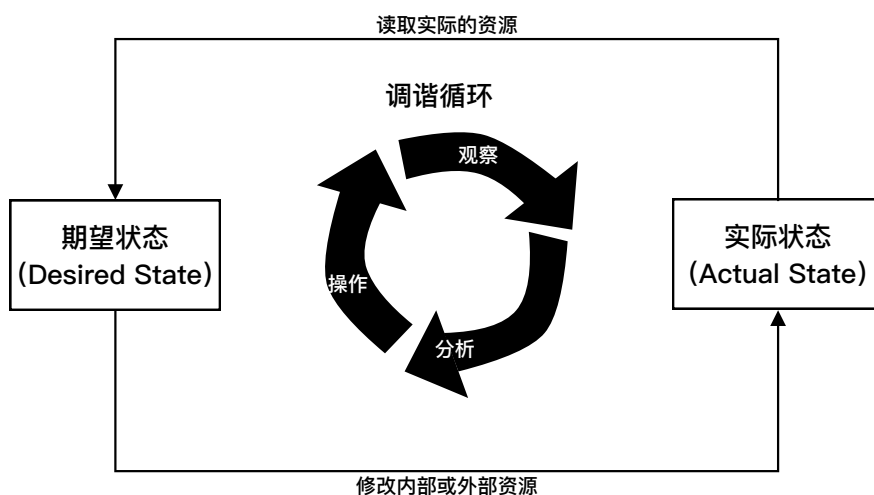 读取实际的资源
调谐循环
观察
期望状态
(Desired State)
实际状态
(Actual State)
操作
分析
修改内部或外部资源